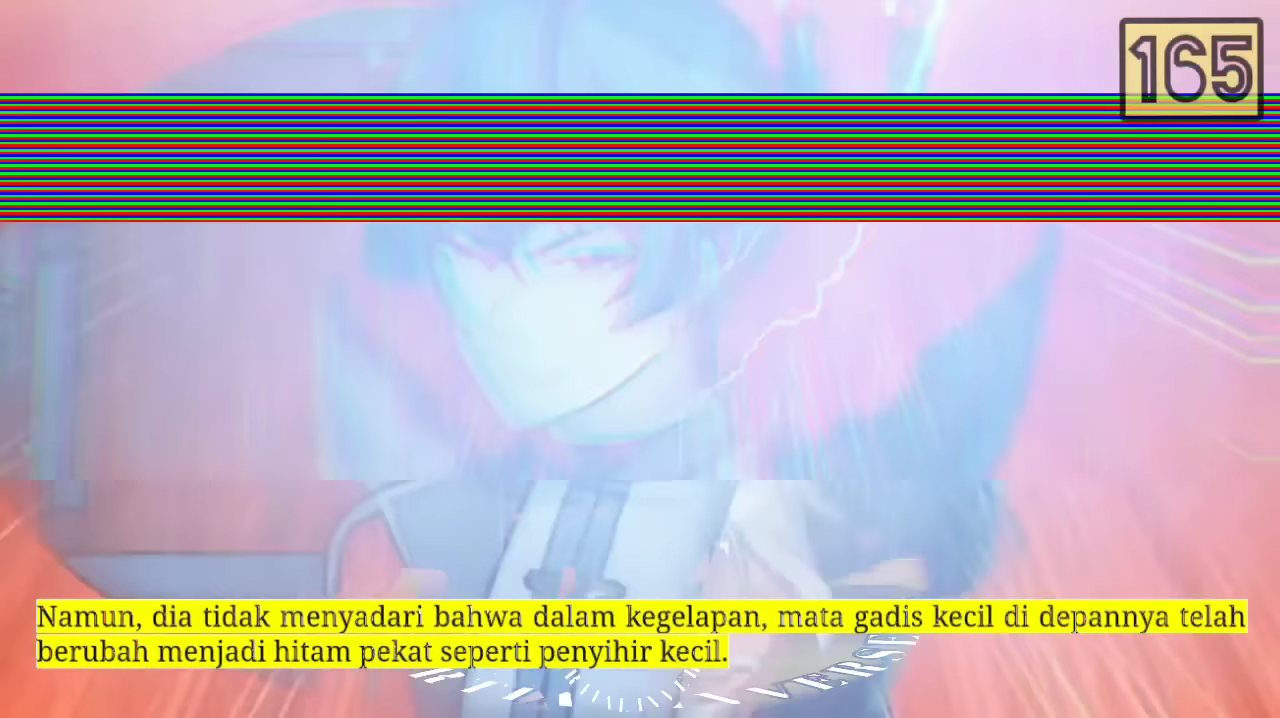 165
Namun, dia tidak menyadari bahwa dalam kegelapan, mata gadis kecil di depannya telah
berubah menjadi hitam pekat seperti penyihir kecil.